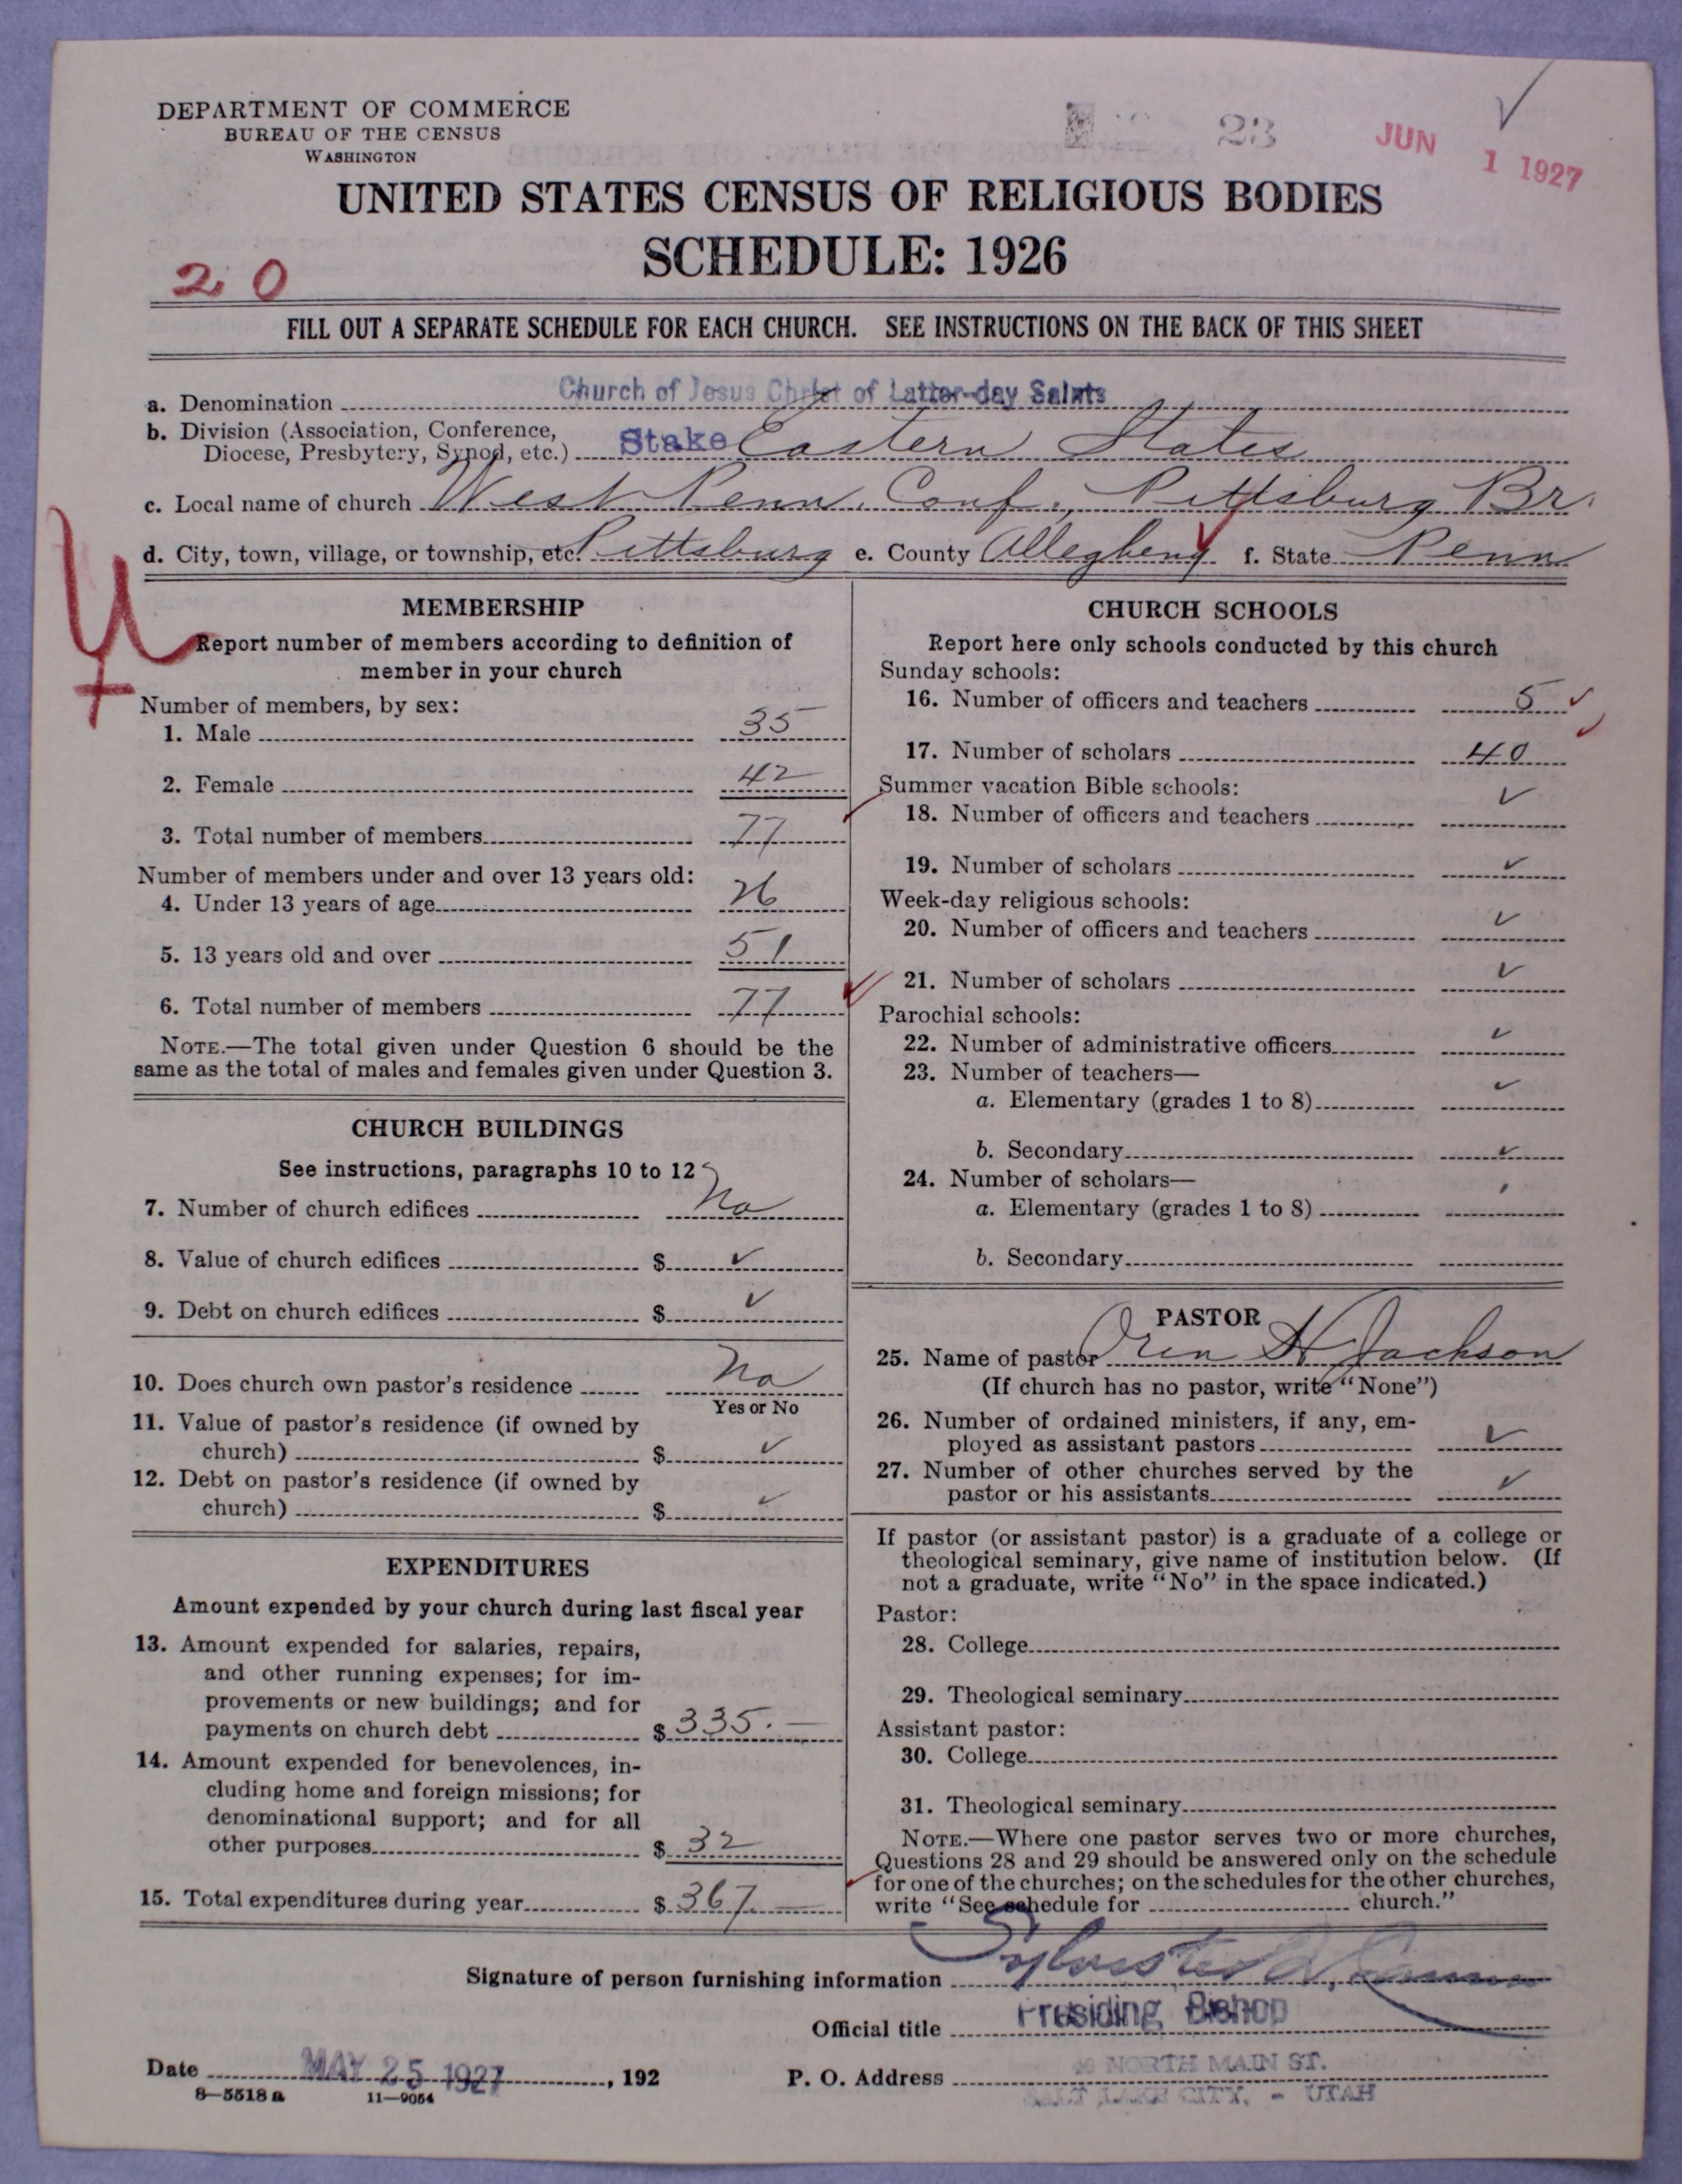 DEPARTMENT OF COMMERCE
BUREAU OF THE CENSUS
WASHINGTON
23
JUN 1 1927
UNITED STATES CENSUS OF RELIGIOUS BODIES
SCHEDULE: 1926
20
FILL OUT A SEPARATE SCHEDULE FOR EACH CHURCH. SEE INSTRUCTIONS ON THE BACK OF THIS SHEET
a. Denomination Church of Jesus Christ of Latter-day Saints
b. Division (Association, Conference,
Diocese, Presbytery, Synod, etc.) Stake Eastern States
c. Local name of church West Penn. Conf., Pittsburg Br.
d. City, town, village, or township, etc. Pittsburg e. County Allegheny f. State Penn
MEMBERSHIP
Report number of members according to definition of
member in your church
Number of members, by sex:
1. Male 35
2. Female 42
3. Total number of members 77
Number of members under and over 13 years old:
4. Under 13 years of age 26
5. 13 years old and over 51
6. Total number of members 77
NOTE.—The total given under Question 6 should be the
same as the total of males and females given under Question 3.
CHURCH BUILDINGS
See instructions, paragraphs 10 to 12
7. Number of church edifices No
8. Value of church edifices $ ✓
9. Debt on church edifices $ ✓
10. Does church own pastor's residence No
Yes or No
11. Value of pastor's residence (if owned by
church) $ ✓
12. Debt on pastor's residence (if owned by
church) $ ✓
EXPENDITURES
Amount expended by your church during last fiscal year
13. Amount expended for salaries, repairs,
and other running expenses; for im-
provements or new buildings; and for
payments on church debt $ 335.—
14. Amount expended for benevolences, in-
cluding home and foreign missions; for
denominational support; and for all
other purposes $ 32
15. Total expenditures during year $ 367.—
CHURCH SCHOOLS
Report here only schools conducted by this church
Sunday schools:
16. Number of officers and teachers 5
17. Number of scholars 40
Summer vacation Bible schools:
18. Number of officers and teachers ✓
19. Number of scholars ✓
Week-day religious schools:
20. Number of officers and teachers ✓
21. Number of scholars ✓
Parochial schools:
22. Number of administrative officers ✓
23. Number of teachers—
a. Elementary (grades 1 to 8) ✓
b. Secondary ✓
24. Number of scholars—
a. Elementary (grades 1 to 8)
b. Secondary
PASTOR
25. Name of pastor Oren H Jackson
(If church has no pastor, write "None")
26. Number of ordained ministers, if any, em-
ployed as assistant pastors ✓
27. Number of other churches served by the
pastor or his assistants ✓
If pastor (or assistant pastor) is a graduate of a college or
theological seminary, give name of institution below. (If
not a graduate, write "No" in the space indicated.)
Pastor:
28. College
29. Theological seminary
Assistant pastor:
30. College
31. Theological seminary
NOTE.—Where one pastor serves two or more churches,
Questions 28 and 29 should be answered only on the schedule
for one of the churches; on the schedules for the other churches,
write "See schedule for church."
Signature of person furnishing information Sylvester Q. Cannon
Official title Presiding Bishop
Date MAY 25 1927, 192
P. O. Address 40 NORTH MAIN ST.
SALT LAKE CITY, - UTAH
8—5518 a 11—9054